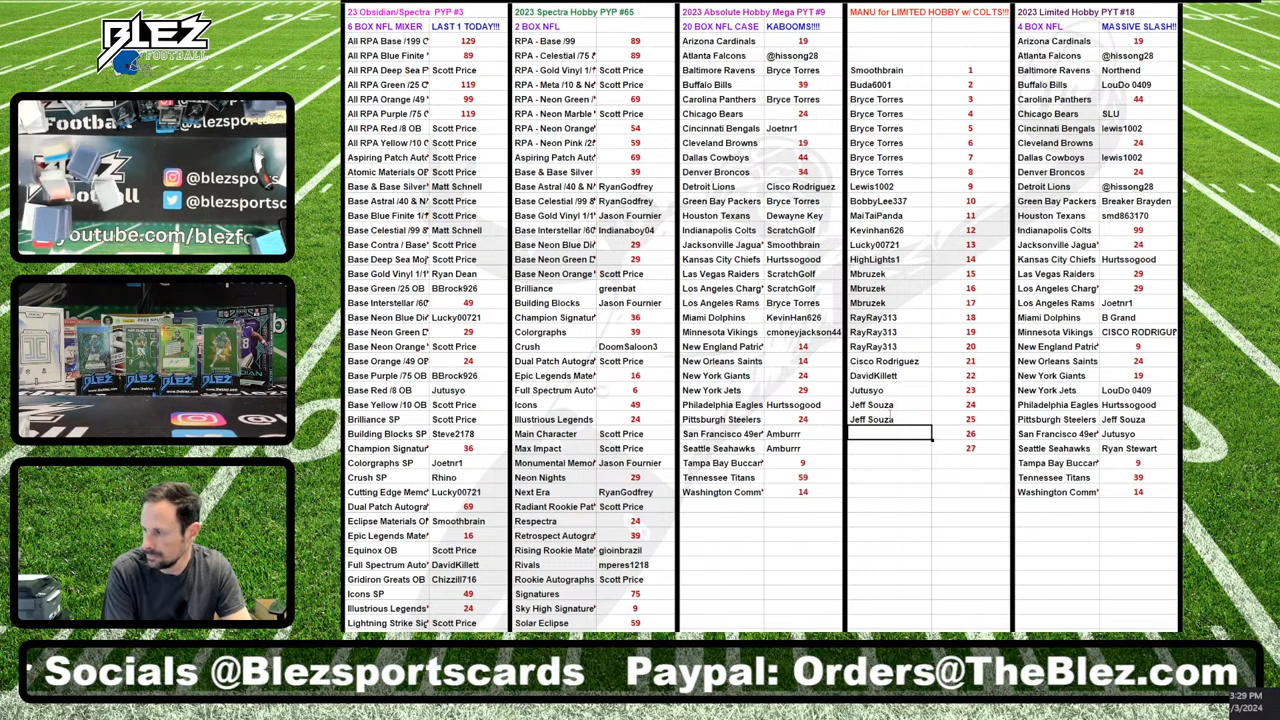 BLEZ
FOOTBALL
Football
@blezsports
@blezsports
@blezsportsc
youtube.com/blezfo
BLEZ
BLEZ
BLEZ
23 Obsidian/Spectra PYP #3
6 BOX NFL MIXER LAST 1 TODAY!!!
All RPA Base /199 129
All RPA Blue Finite 89
All RPA Deep Sea Scott Price
All RPA Green /25 119
All RPA Orange /49 99
All RPA Purple /75 119
All RPA Red /8 OB Scott Price
All RPA Yellow /10 Scott Price
Aspiring Patch Aut Scott Price
Atomic Materials O Scott Price
Base & Base Silver Matt Schnell
Base Astral /40 & N Scott Price
Base Blue Finite 1/ Scott Price
Base Celestial /99 Matt Schnell
Base Contra / Base Scott Price
Base Deep Sea Moj Scott Price
Base Gold Vinyl 1/1 Ryan Dean
Base Green /25 OB BBrock926
Base Interstellar /60 49
Base Neon Blue Di Lucky00721
Base Neon Green D 29
Base Neon Orange Scott Price
Base Orange /49 OB 24
Base Purple /75 OB BBrock926
Base Red /8 OB Jutusyo
Base Yellow /10 OB Scott Price
Brilliance SP Scott Price
Building Blocks SP Steve2178
Champion Signatur 36
Colorgraphs SP Joetnr1
Crush SP Rhino
Cutting Edge Memo Lucky00721
Dual Patch Autogra 69
Eclipse Materials O Smoothbrain
Epic Legends Mate 16
Equinox OB Scott Price
Full Spectrum Auto DavidKillett
Gridiron Greats OB Chizzill716
Icons SP 49
Illustrious Legends 24
Lightning Strike Sig Scott Price
2023 Spectra Hobby PYP #65
2 BOX NFL
RPA - Base /99 89
RPA - Celestial /75 89
RPA - Gold Vinyl 1/ Scott Price
RPA - Meta /10 & Ne Scott Price
RPA - Neon Green / 69
RPA - Neon Marble Scott Price
RPA - Neon Orange 54
RPA - Neon Pink /2 59
Aspiring Patch Aut 69
Base & Base Silver 39
Base Astral /40 & N RyanGodfrey
Base Celestial /99 RyanGodfrey
Base Gold Vinyl 1/ Jason Fournier
Base Interstellar /60 Indianaboy04
Base Neon Blue Di 29
Base Neon Green D 29
Base Neon Orange Scott Price
Brilliance greenbat
Building Blocks Jason Fournier
Champion Signatur 36
Colorgraphs 39
Crush DoomSaloon3
Dual Patch Autogra Scott Price
Epic Legends Mate 16
Full Spectrum Auto 6
Icons 49
Illustrious Legends 24
Main Character Scott Price
Max Impact Scott Price
Monumental Memo Jason Fournier
Neon Nights 29
Next Era RyanGodfrey
Radiant Rookie Pat Scott Price
Respectra 24
Retrospect Autogra 39
Rising Rookie Mate gioinbrazil
Rivals mperes1218
Rookie Autographs Scott Price
Signatures 75
Sky High Signature 9
Solar Eclipse 59
2023 Absolute Hobby Mega PYT #9
20 BOX NFL CASE KABOOMS!!!!
Arizona Cardinals 19
Atlanta Falcons @hissong28
Baltimore Ravens Bryce Torres
Buffalo Bills 39
Carolina Panthers Bryce Torres
Chicago Bears 24
Cincinnati Bengals Joetnr1
Cleveland Browns 19
Dallas Cowboys 44
Denver Broncos 34
Detroit Lions Cisco Rodriguez
Green Bay Packers Bryce Torres
Houston Texans Dewayne Key
Indianapolis Colts ScratchGolf
Jacksonville Jagua Smoothbrain
Kansas City Chiefs Hurtssogood
Las Vegas Raiders ScratchGolf
Los Angeles Charg ScratchGolf
Los Angeles Rams Bryce Torres
Miami Dolphins KevinHan626
Minnesota Vikings cmoneyjackson44
New England Patric 14
New Orleans Saints 14
New York Giants 24
New York Jets 29
Philadelphia Eagles Hurtssogood
Pittsburgh Steelers 24
San Francisco 49er Amburrr
Seattle Seahawks Amburrr
Tampa Bay Buccar 9
Tennessee Titans 59
Washington Comm 14
MANU for LIMITED HOBBY w/ COLTS!!!
Smoothbrain 1
Buda6001 2
Bryce Torres 3
Bryce Torres 4
Bryce Torres 5
Bryce Torres 6
Bryce Torres 7
Bryce Torres 8
Lewis1002 9
BobbyLee337 10
MaiTaiPanda 11
Kevinhan626 12
Lucky00721 13
HighLights1 14
Mbruzek 15
Mbruzek 16
Mbruzek 17
RayRay313 18
RayRay313 19
RayRay313 20
Cisco Rodriguez 21
DavidKillett 22
Jutusyo 23
Jeff Souza 24
Jeff Souza 25
26
27
2023 Limited Hobby PYT #18
4 BOX NFL MASSIVE SLASH!!
Arizona Cardinals 19
Atlanta Falcons @hissong28
Baltimore Ravens Northend
Buffalo Bills LouDo 0409
Carolina Panthers 44
Chicago Bears SLU
Cincinnati Bengals lewis1002
Cleveland Browns 24
Dallas Cowboys lewis1002
Denver Broncos 24
Detroit Lions @hissong28
Green Bay Packers Breaker Brayden
Houston Texans smd863170
Indianapolis Colts 99
Jacksonville Jagua 24
Kansas City Chiefs Hurtssogood
Las Vegas Raiders 29
Los Angeles Charg 29
Los Angeles Rams Joetnr1
Miami Dolphins B Grand
Minnesota Vikings CISCO RODRIGU
New England Patric 9
New Orleans Saints 24
New York Giants 19
New York Jets LouDo 0409
Philadelphia Eagles Hurtssogood
Pittsburgh Steelers Jeff Souza
San Francisco 49er Jutusyo
Seattle Seahawks Ryan Stewart
Tampa Bay Buccar 9
Tennessee Titans 39
Washington Comm 14
r Socials @Blezsportscards Paypal: Orders@TheBlez.com
3:29 PM
/3/2024